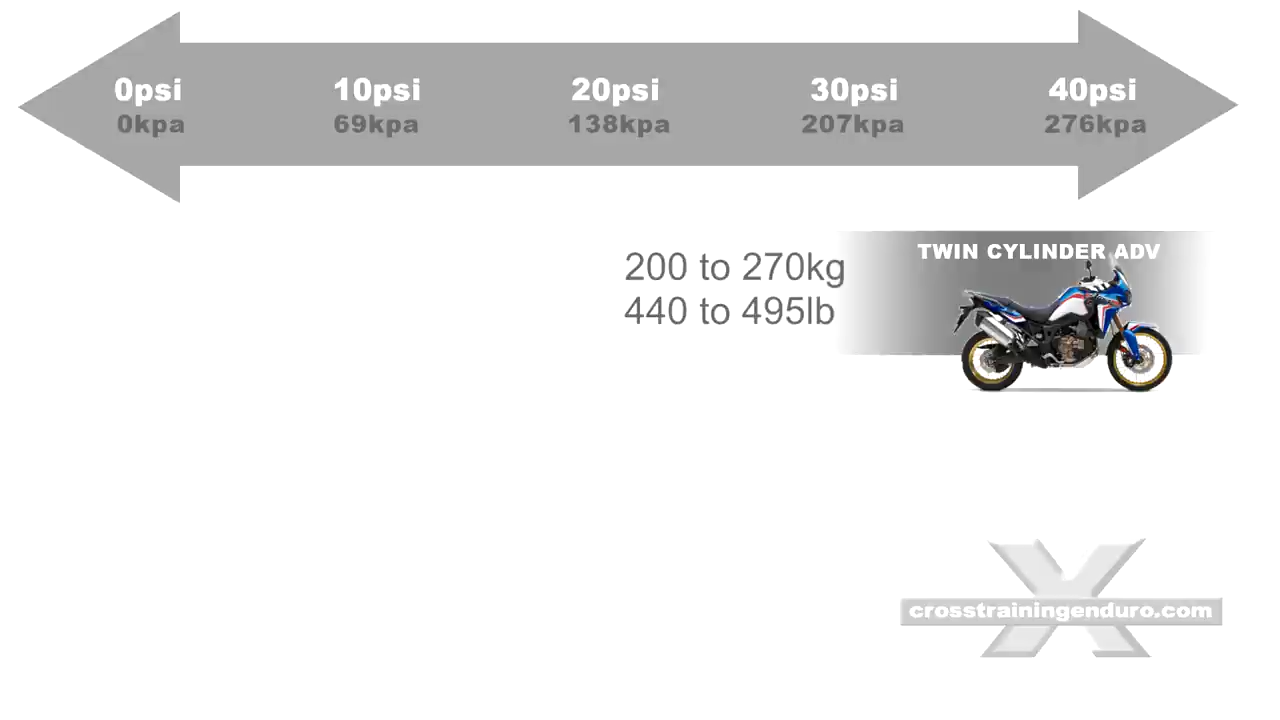 0psi 10psi 20psi 30psi 40psi
0kpa 69kpa 138kpa 207kpa 276kpa
TWIN CYLINDER ADV
200 to 270kg
440 to 495lb
crosstrainingenduro.com